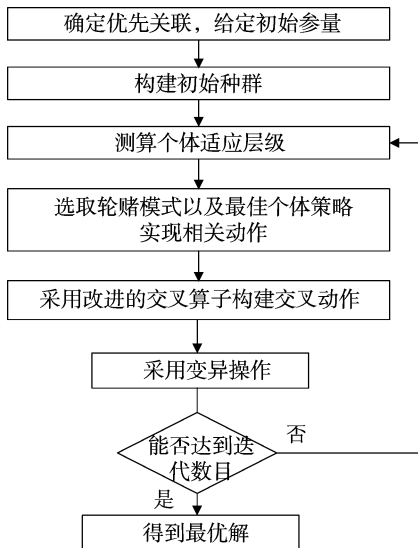 确定优先关联，给定初始参量
构建初始种群
测算个体适应层级
选取轮赌模式以及最佳个体策略
实现相关动作
采用改进的交叉算子构建交叉动作
采用变异操作
能否达到迭
代数目
否
是
得到最优解